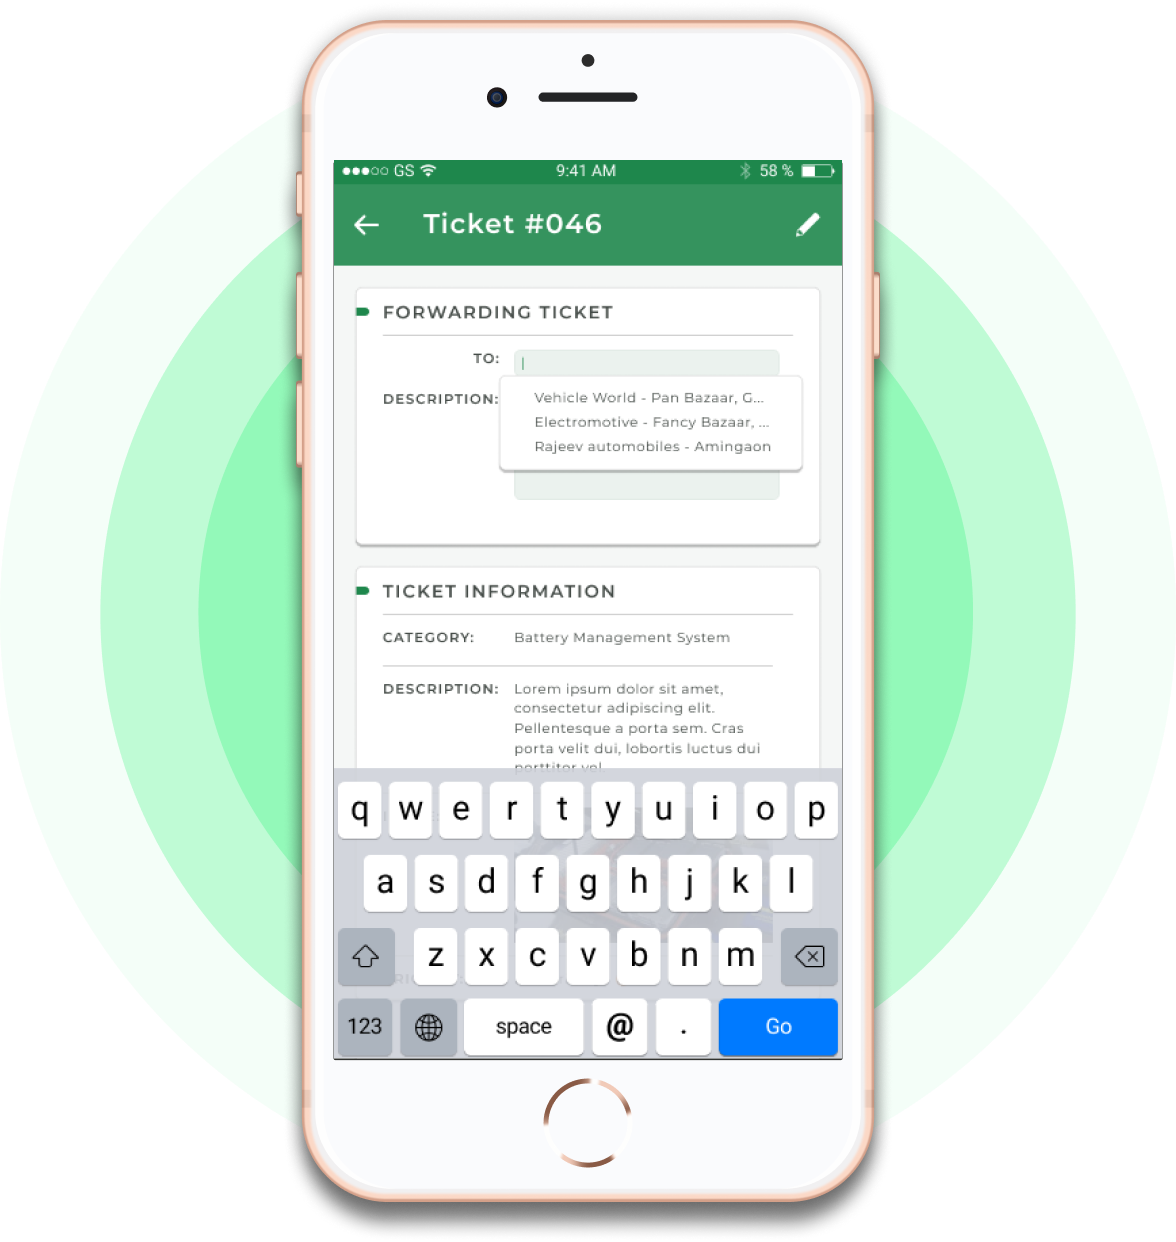 GS 9:41 AM 58 %
Ticket #046
FORWARDING TICKET
TO:
Vehicle World - Pan Bazaar, G...
DESCRIPTION:
Electromotive - Fancy Bazaar, ...
Rajeev automobiles - Amingaon
TICKET INFORMATION
CATEGORY: Battery Management System
DESCRIPTION: Lorem ipsum dolor sit amet,
consectetur adipiscing elit.
Pellentesque a porta sem. Cras
porta velit dui, lobortis luctus dui
porttitor vel.
q w e r t y u i o p
a s d f g h j k l
z x c v b n m
123 space @ . Go